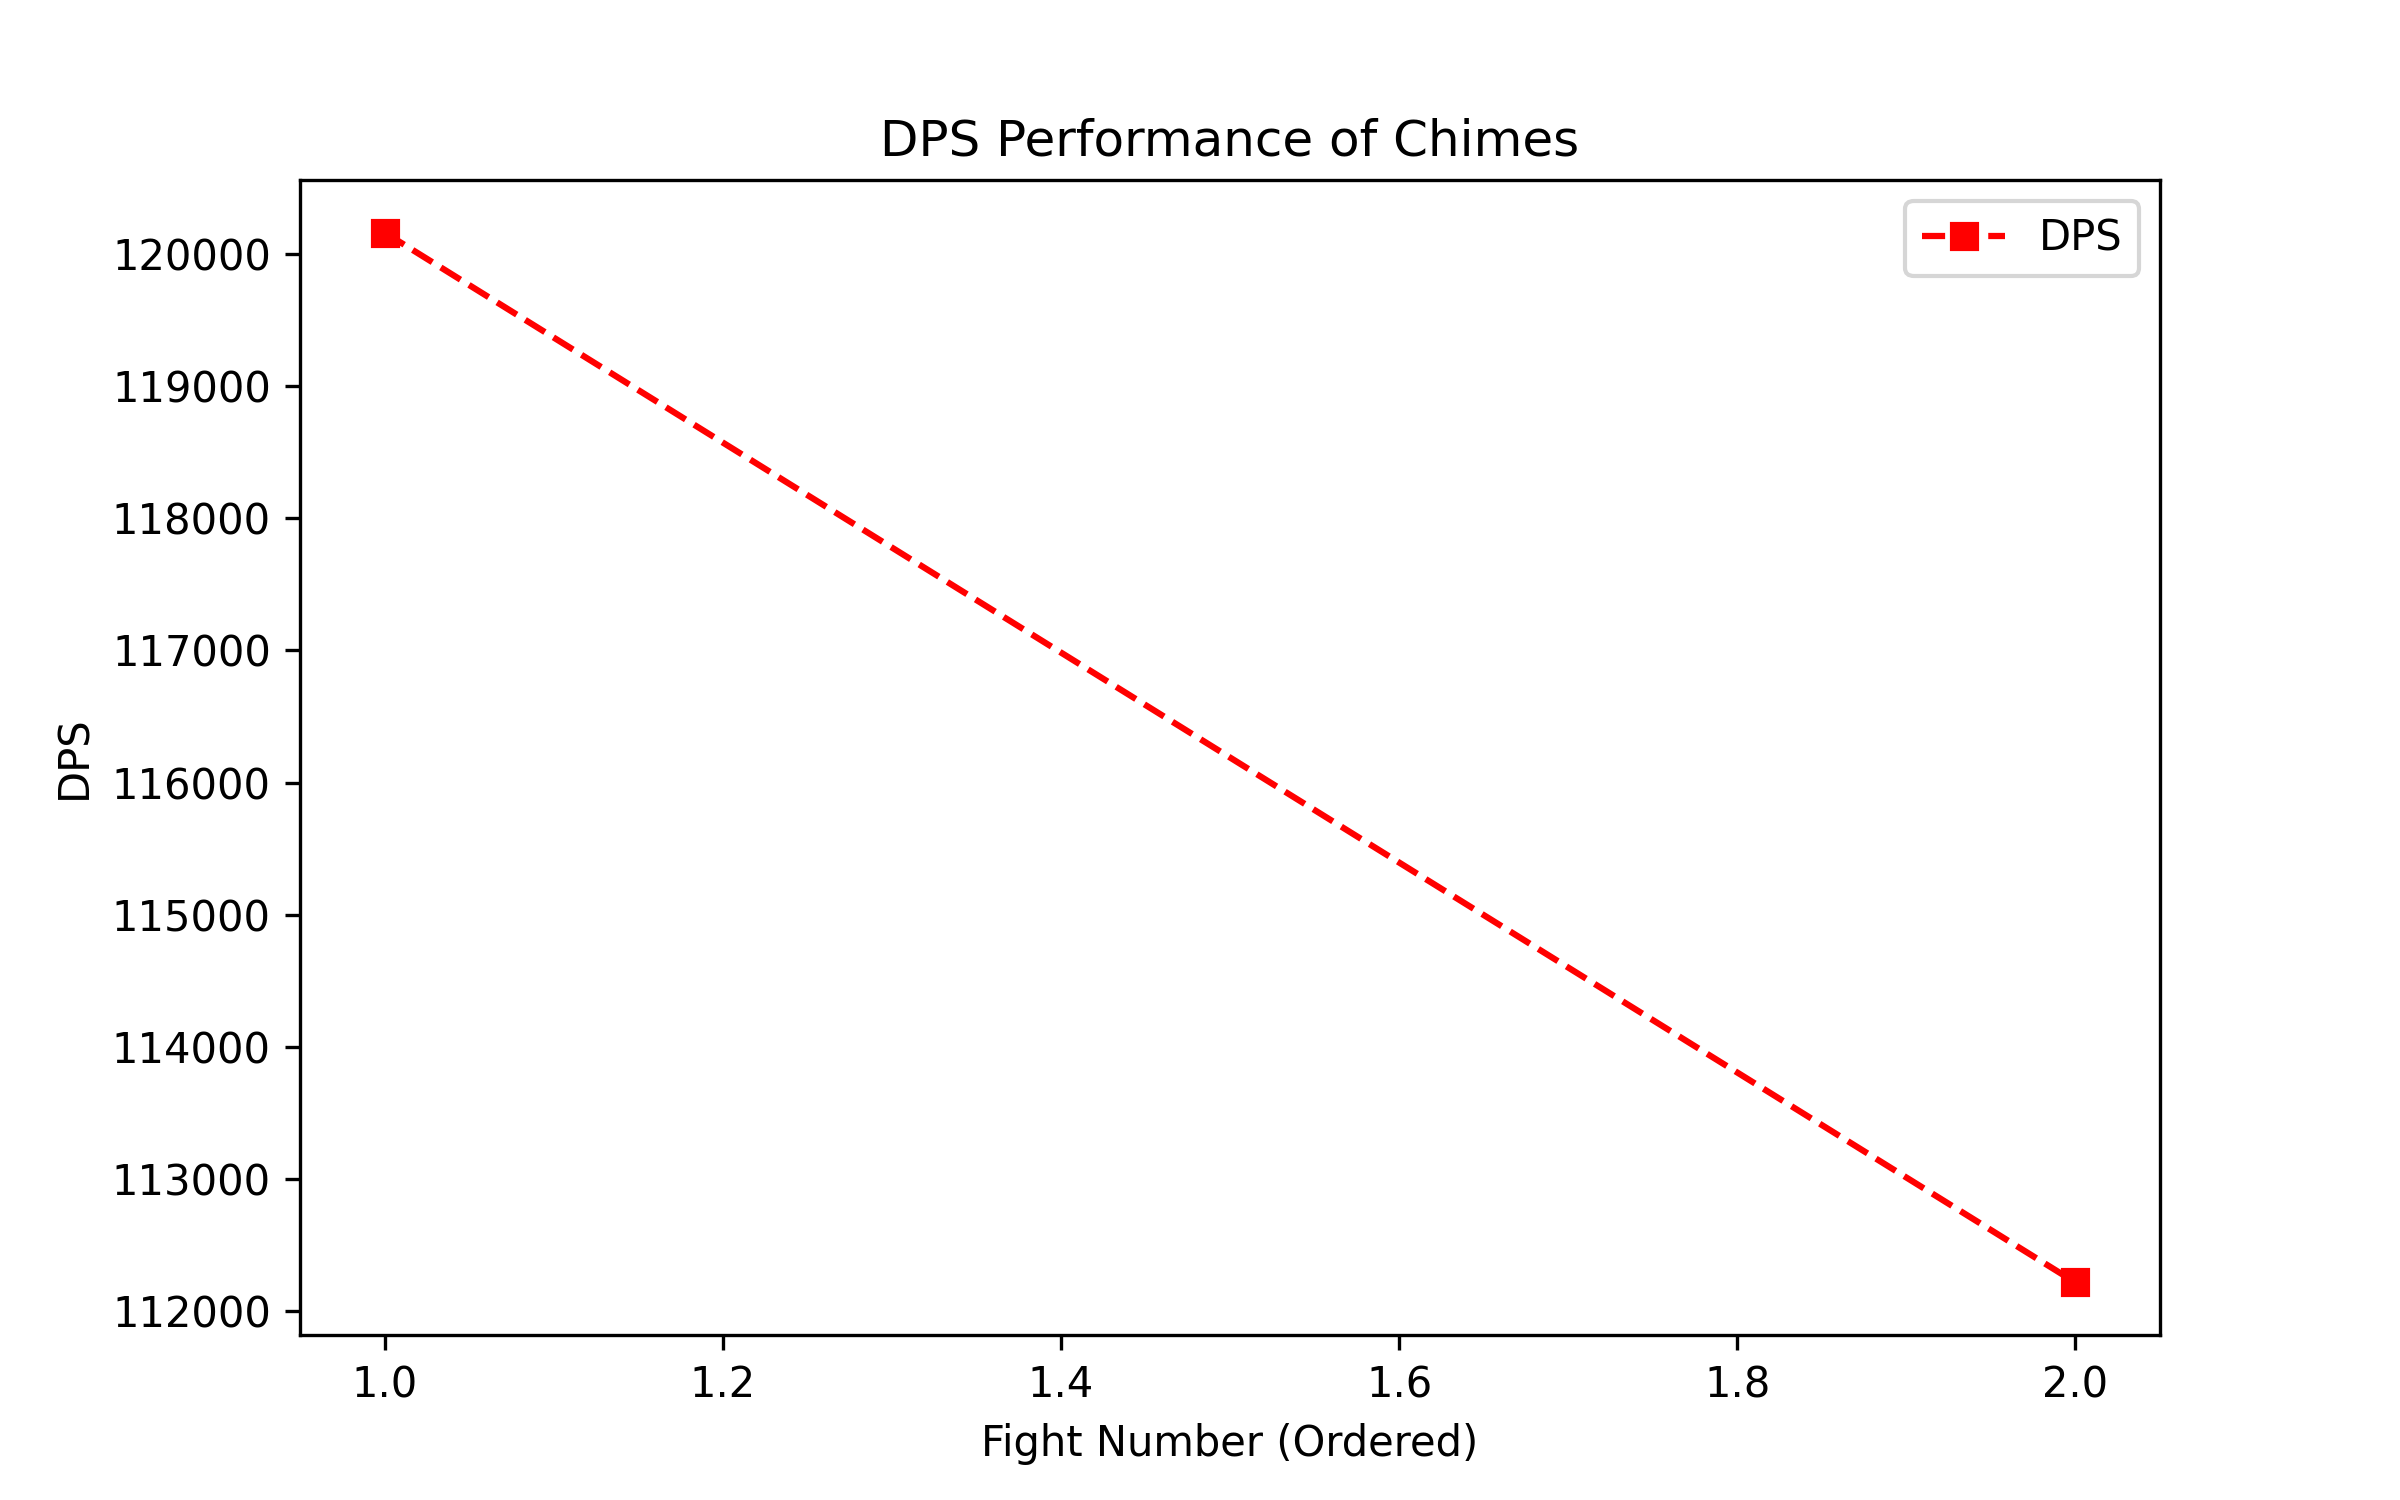 DPS Performance of Chimes
DPS
120000
119000
118000
117000
116000
115000
114000
113000
112000
DPS
1.0 1.2 1.4 1.6 1.8 2.0
Fight Number (Ordered)